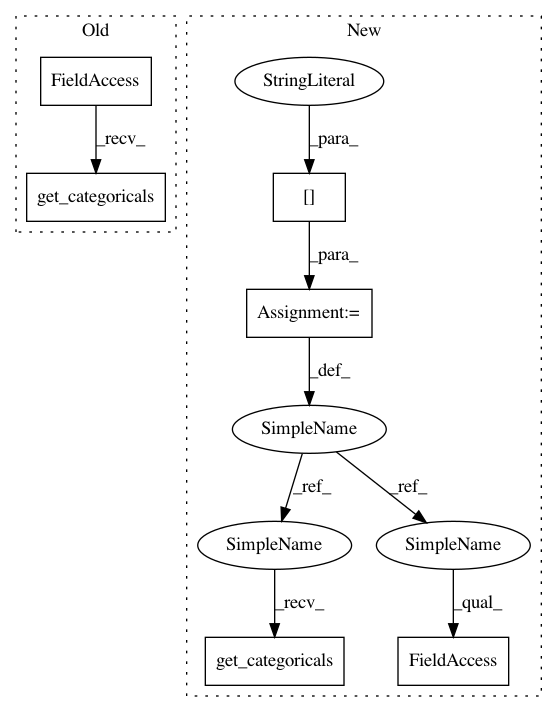 Old
New
FieldAccess
StringLiteral
_recv_
_para_
get_categoricals
[]
_para_
Assignment:=
_def_
SimpleName
_ref_
_ref_
SimpleName
SimpleName
_recv_
_qual_
get_categoricals
FieldAccess